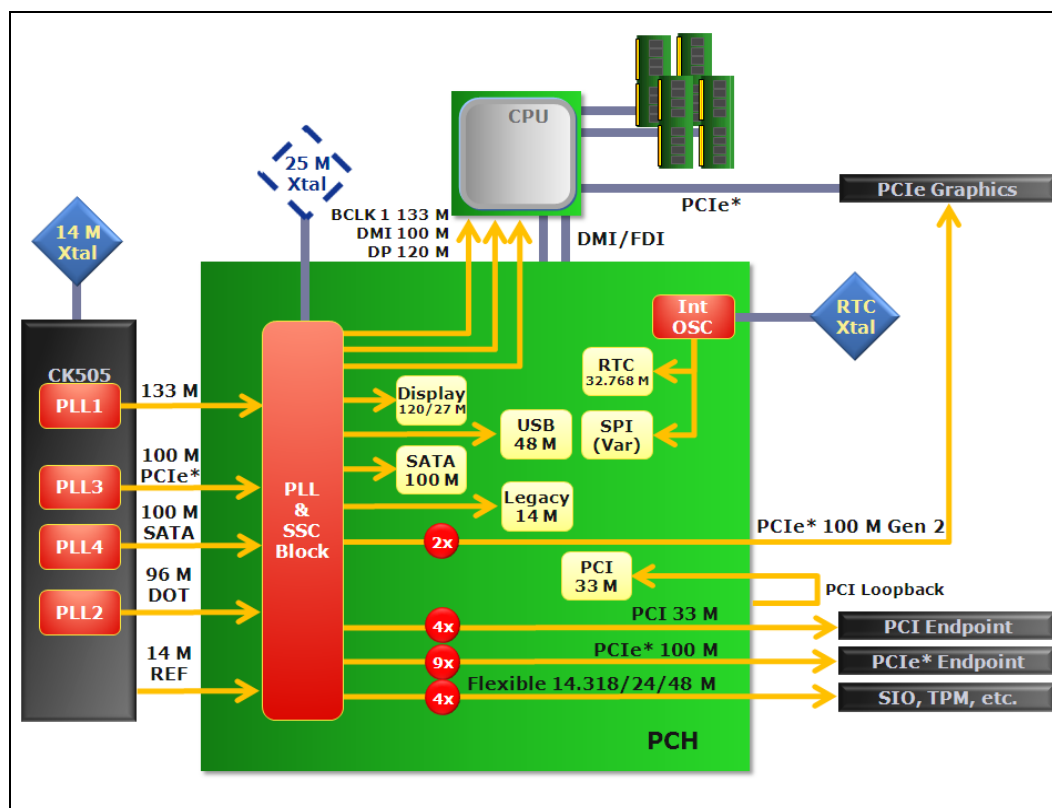 CPU
25 M
Xtal
PCIe Graphics
PCIe*
BCLK 1 133 M
DMI 100 M
DP 120 M
DMI/FDI
14 M
Xtal
Int
OSC
RTC
Xtal
CK505
RTC
32.768 M
PLL1
133 M
Display
120/27 M
USB
48 M
SPI
(Var)
PLL3
100 M
PCIe*
SATA
100 M
PLL
&
SSC
Block
Legacy
14 M
PLL4
100 M
SATA
2x
PCIe* 100 M Gen 2
PCI
33 M
PCI Loopback
PLL2
96 M
DOT
4x
PCI 33 M
PCI Endpoint
9x
PCIe* 100 M
PCIe* Endpoint
14 M
REF
4x
Flexible 14.318/24/48 M
SIO, TPM, etc.
PCH